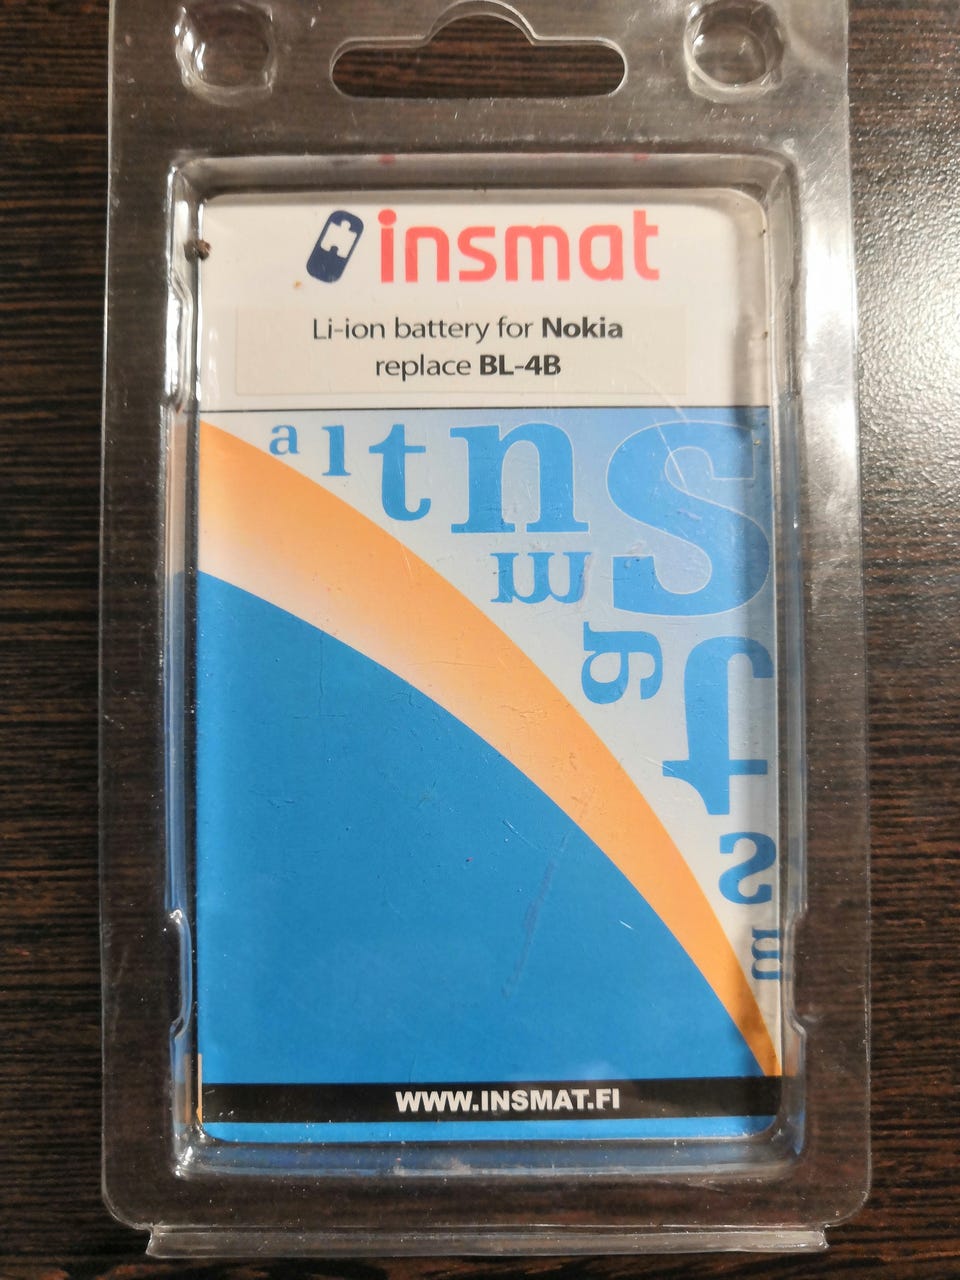 insmat
Li-ion battery for Nokia
replace BL-4B
a l t n s
m
g
f
s
m
WWW.INSMAT.FI